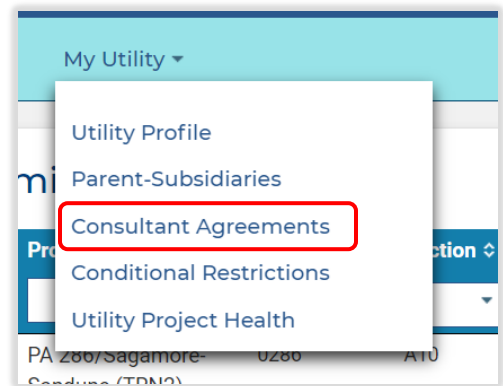 My Utility
Utility Profile
mi
Parent-Subsidiaries
Consultant Agreements
Pro ction
Conditional Restrictions
Utility Project Health
PA 286/Sagamore- 0286 A10